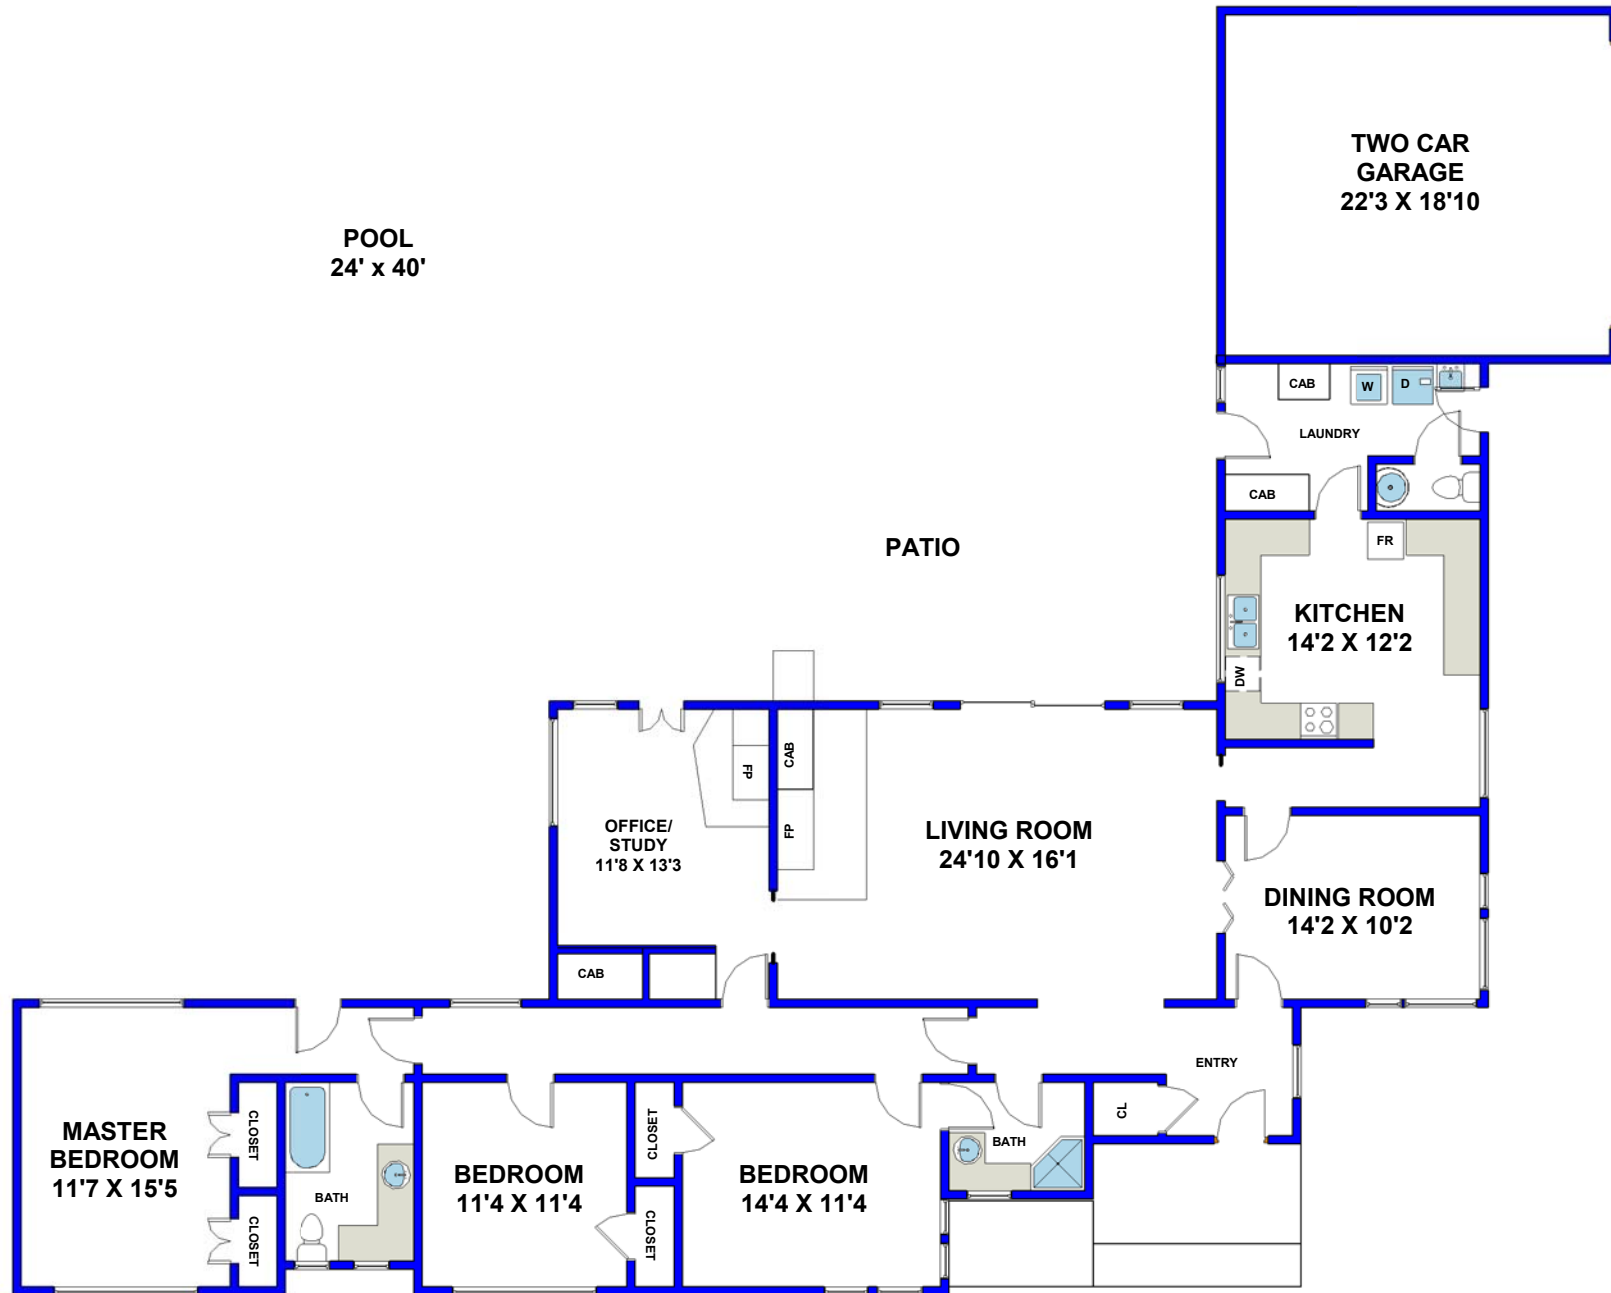 TWO CAR
GARAGE
22'3 X 18'10
POOL
24' x 40'
CAB
W
D
LAUNDRY
CAB
PATIO
FR
KITCHEN
14'2 X 12'2
DW
CAB
FP
FP
OFFICE/
STUDY
11'8 X 13'3
LIVING ROOM
24'10 X 16'1
DINING ROOM
14'2 X 10'2
CAB
ENTRY
CL
MASTER
BEDROOM
11'7 X 15'5
CLOSET
CLOSET
BATH
BEDROOM
11'4 X 11'4
CLOSET
CLOSET
BEDROOM
14'4 X 11'4
BATH